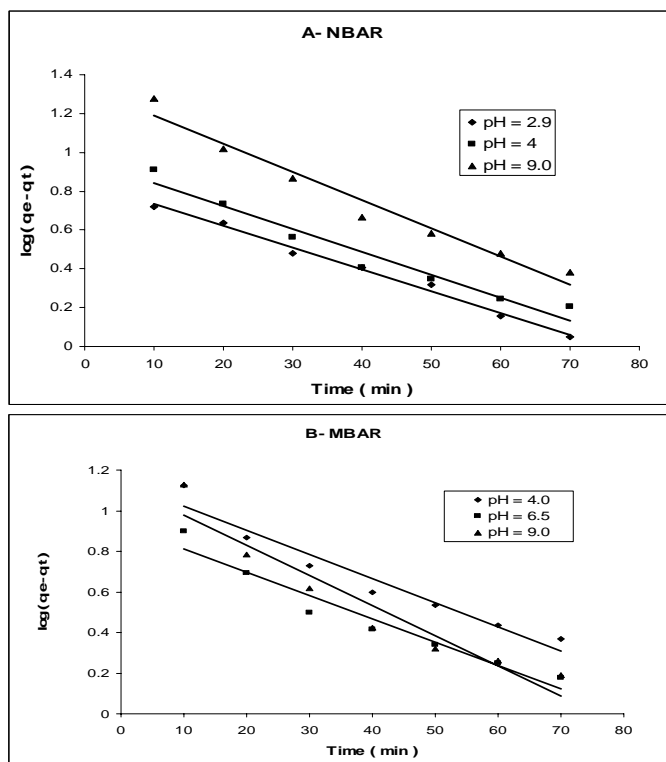 A- NBAR
1.4
1.2
1
0.8
0.6
0.4
0.2
0
log(qe-qt)
pH = 2.9
pH = 4
pH = 9.0
0 10 20 30 40 50 60 70 80
Time ( min )
B- MBAR
1.2
1
0.8
0.6
0.4
0.2
0
log(qe-qt)
pH = 4.0
pH = 6.5
pH = 9.0
0 10 20 30 40 50 60 70 80
Time ( min )